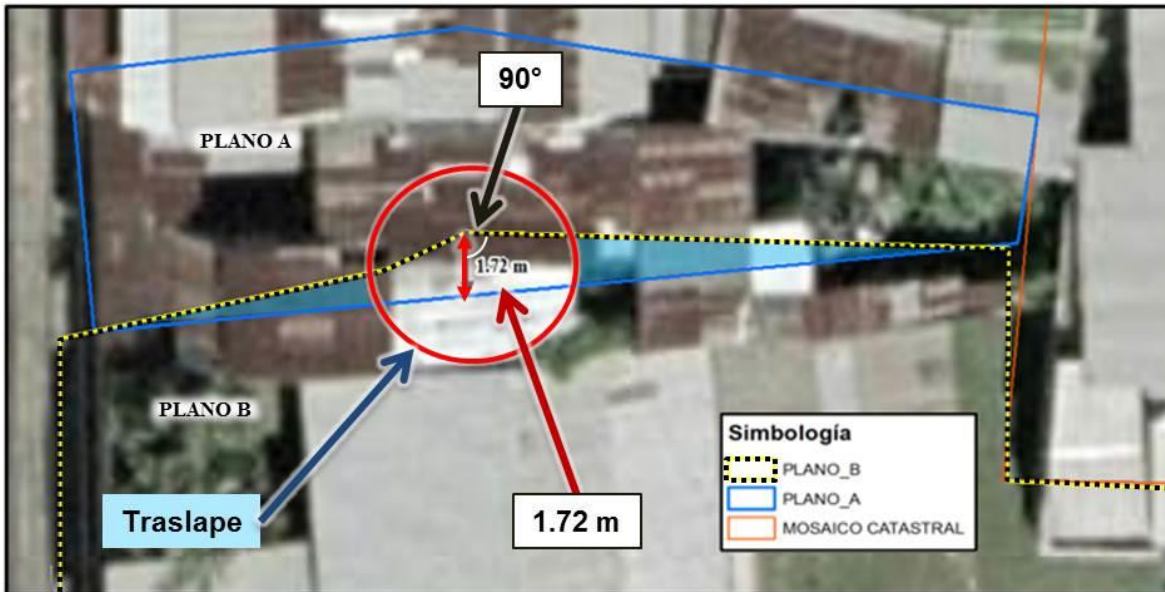 90°
PLANO A
1.72 m
PLANO B
Traslape
1.72 m
Simbología
PLANO_B
PLANO_A
MOSAICO CATASTRAL